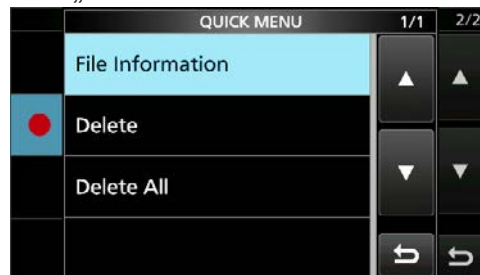 QUICK MENU 1/1 2/2
File Information
Delete
Delete All